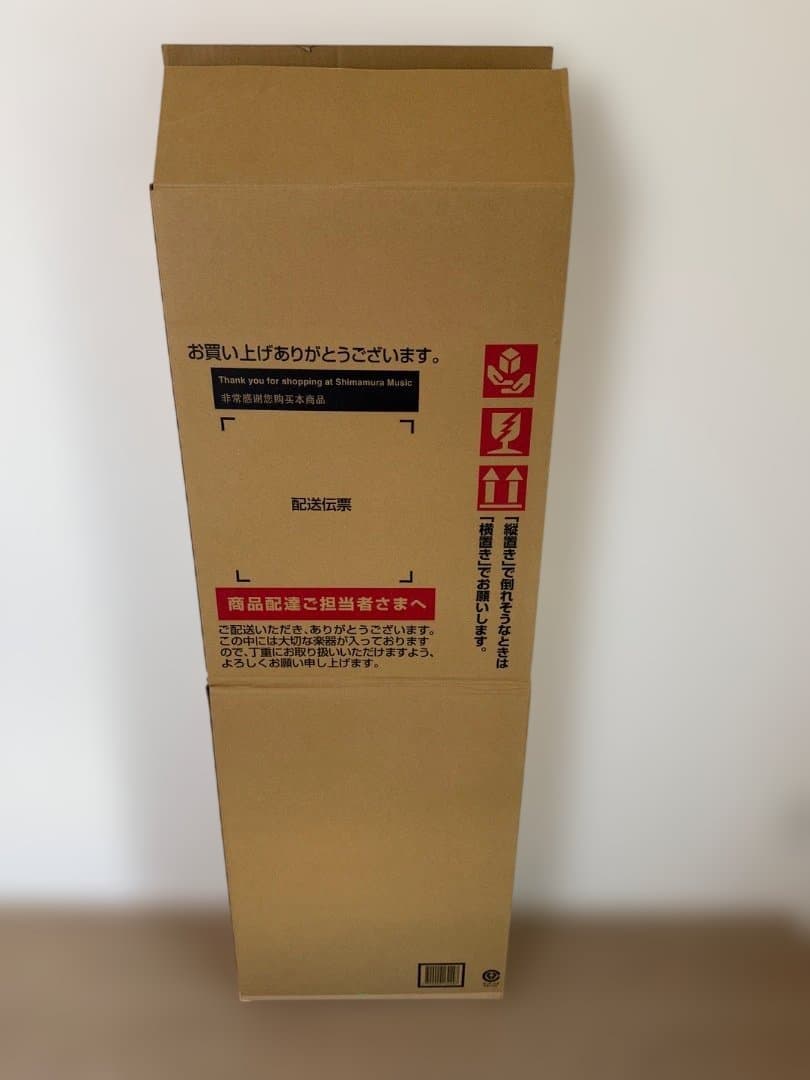 お買い上げありがとうございます。
Thank you for shopping at Shimamura Music
非常感谢您购买本商品
配送伝票
商品配達ご担当者さまへ
ご配送いただき、ありがとうございます。
この中には大切な楽器が入っております
ので、丁重にお取り扱いいただけますよう、
よろしくお願い申し上げます。
「縦置き」で倒れそうなときは
「横置き」でお願いします。